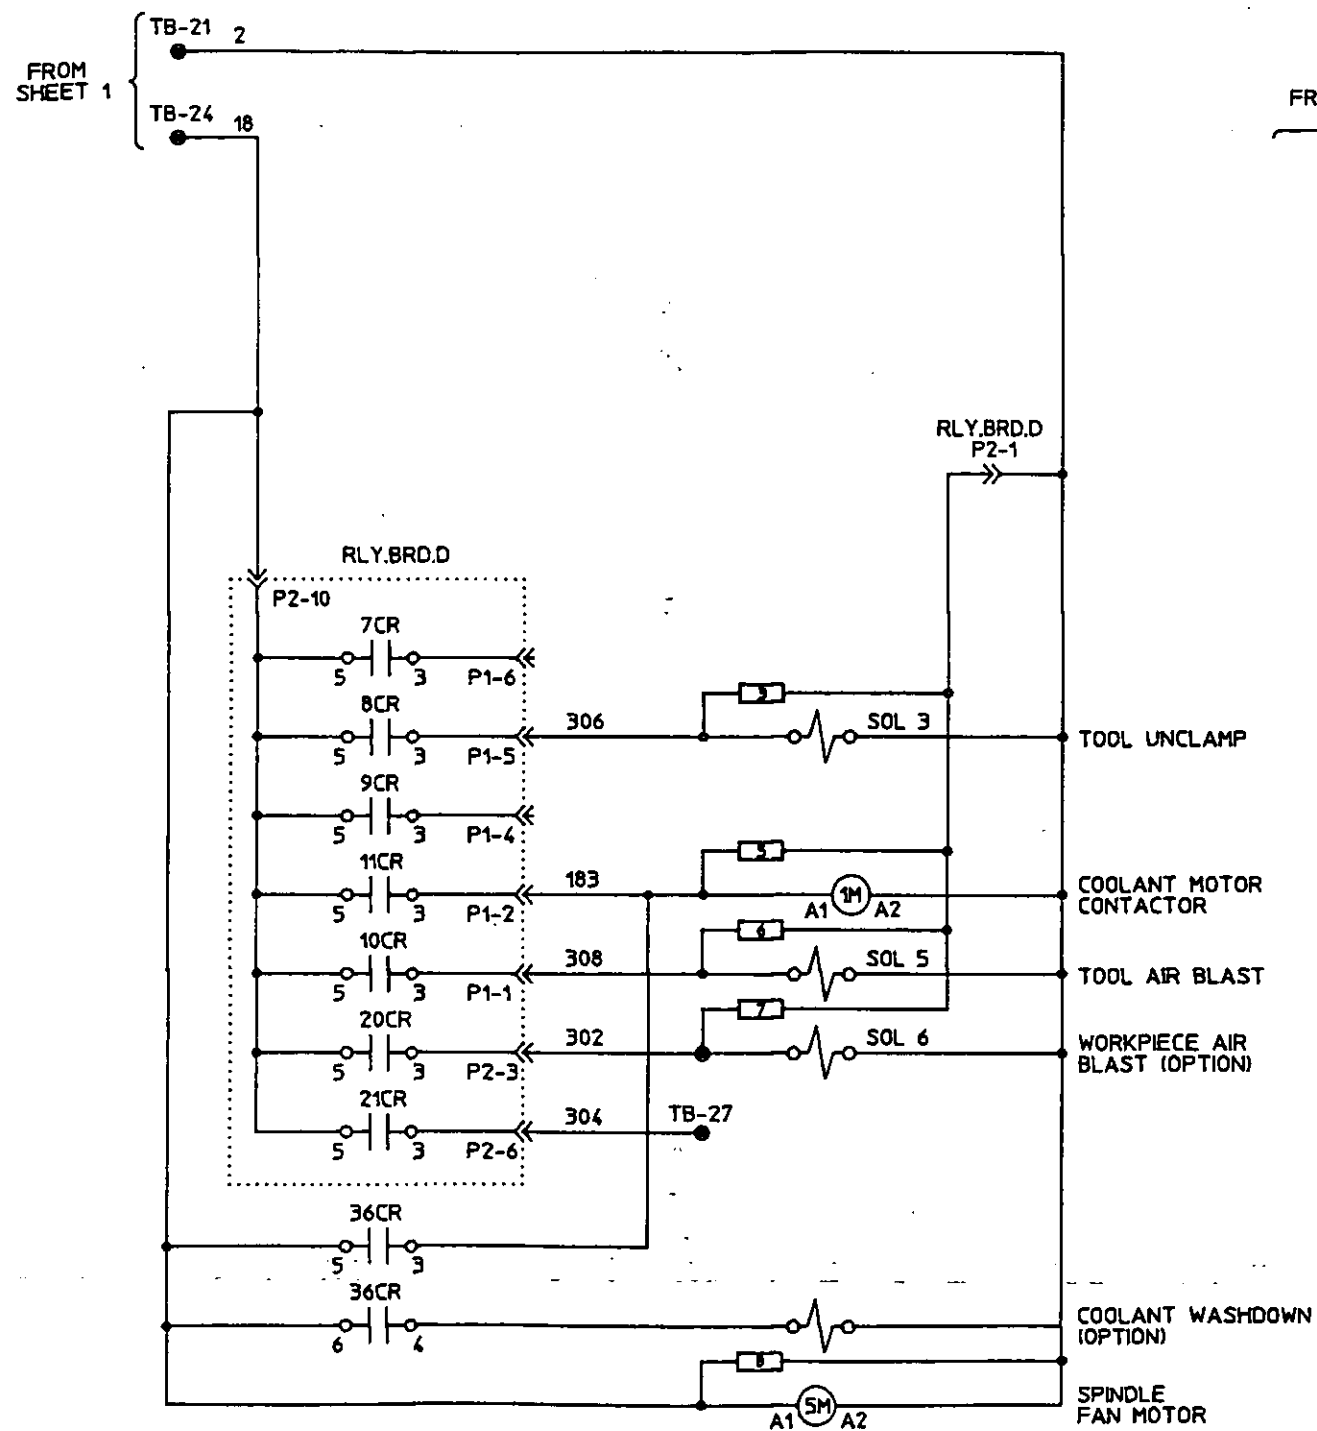 TB-21 2
FROM
SHEET 1
FR
TB-24 18
RLY.BRD.D
P2-1
RLY.BRD.D
P2-10
7CR
5 3 P1-6
3
8CR 306 SOL 3
5 3 P1-5 TOOL UNCLAMP
9CR
5 3 P1-4
5
11CR 183 1M COOLANT MOTOR
5 3 P1-2 A1 A2 CONTACTOR
6
10CR 308 SOL 5
5 3 P1-1 TOOL AIR BLAST
7
20CR 302 SOL 6 WORKPIECE AIR
5 3 P2-3 BLAST (OPTION)
21CR 304 TB-27
5 3 P2-6
36CR
5 3
36CR COOLANT WASHDOWN
6 4 (OPTION)
8
5M SPINDLE
A1 A2 FAN MOTOR